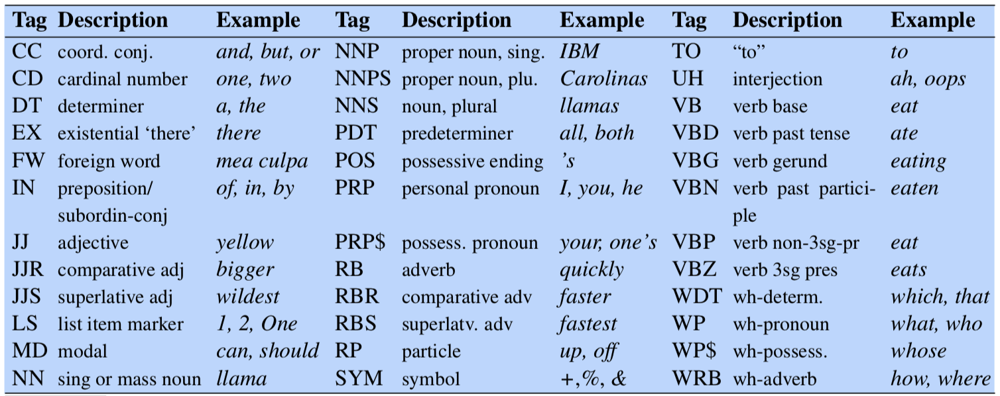 Tag Description Example Tag Description Example Tag Description Example
CC coord. conj. and, but, or NNP proper noun, sing. IBM TO “to” to
CD cardinal number one, two NNPS proper noun, plu. Carolinas UH interjection ah, oops
DT determiner a, the NNS noun, plural llamas VB verb base eat
EX existential ‘there’ there PDT predeterminer all, both VBD verb past tense ate
FW foreign word mea culpa POS possessive ending ’s VBG verb gerund eating
IN preposition/ of, in, by PRP personal pronoun I, you, he VBN verb past partici- eaten
subordin-conj ple
JJ adjective yellow PRP$ possess. pronoun your, one’s VBP verb non-3sg-pr eat
JJR comparative adj bigger RB adverb quickly VBZ verb 3sg pres eats
JJS superlative adj wildest RBR comparative adv faster WDT wh-determ. which, that
LS list item marker 1, 2, One RBS superlatv. adv fastest WP wh-pronoun what, who
MD modal can, should RP particle up, off WP$ wh-possess. whose
NN sing or mass noun llama SYM symbol +,%, & WRB wh-adverb how, where